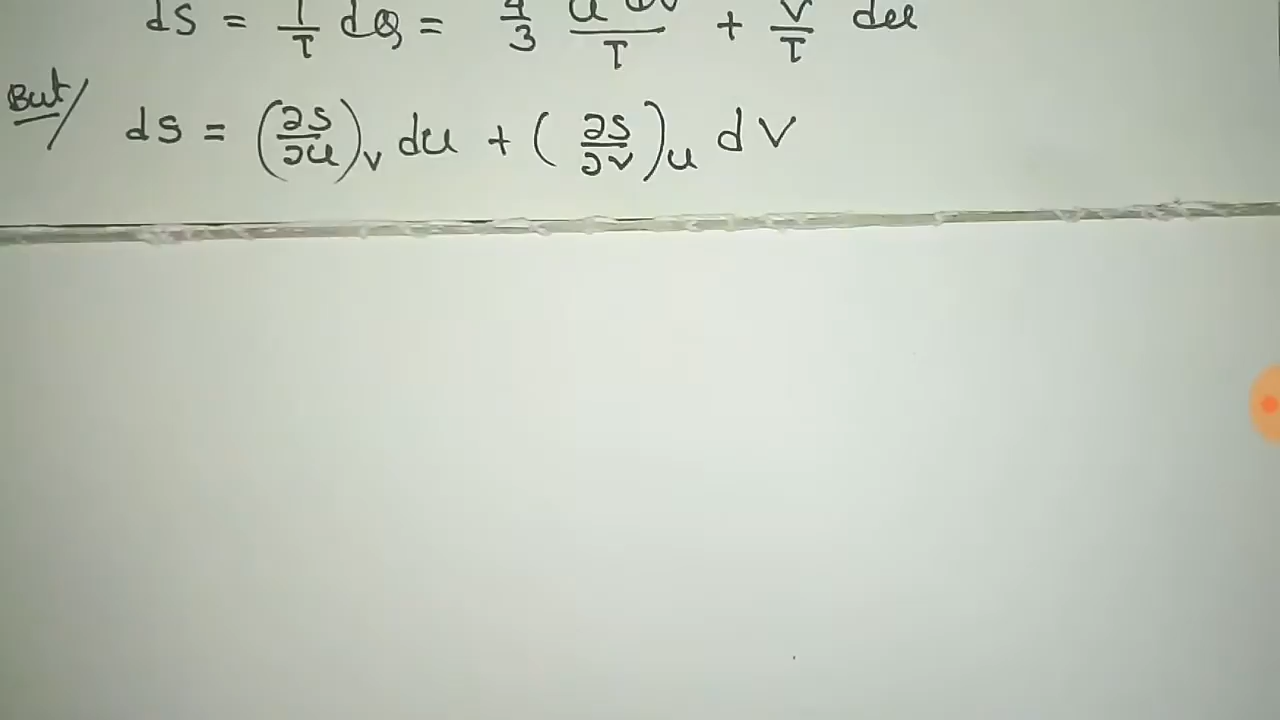 dS = 1/T dQ = 4/3 u dV/T + V/T du
But/ dS = (∂S/∂u)_V du + (∂S/∂V)_u dV